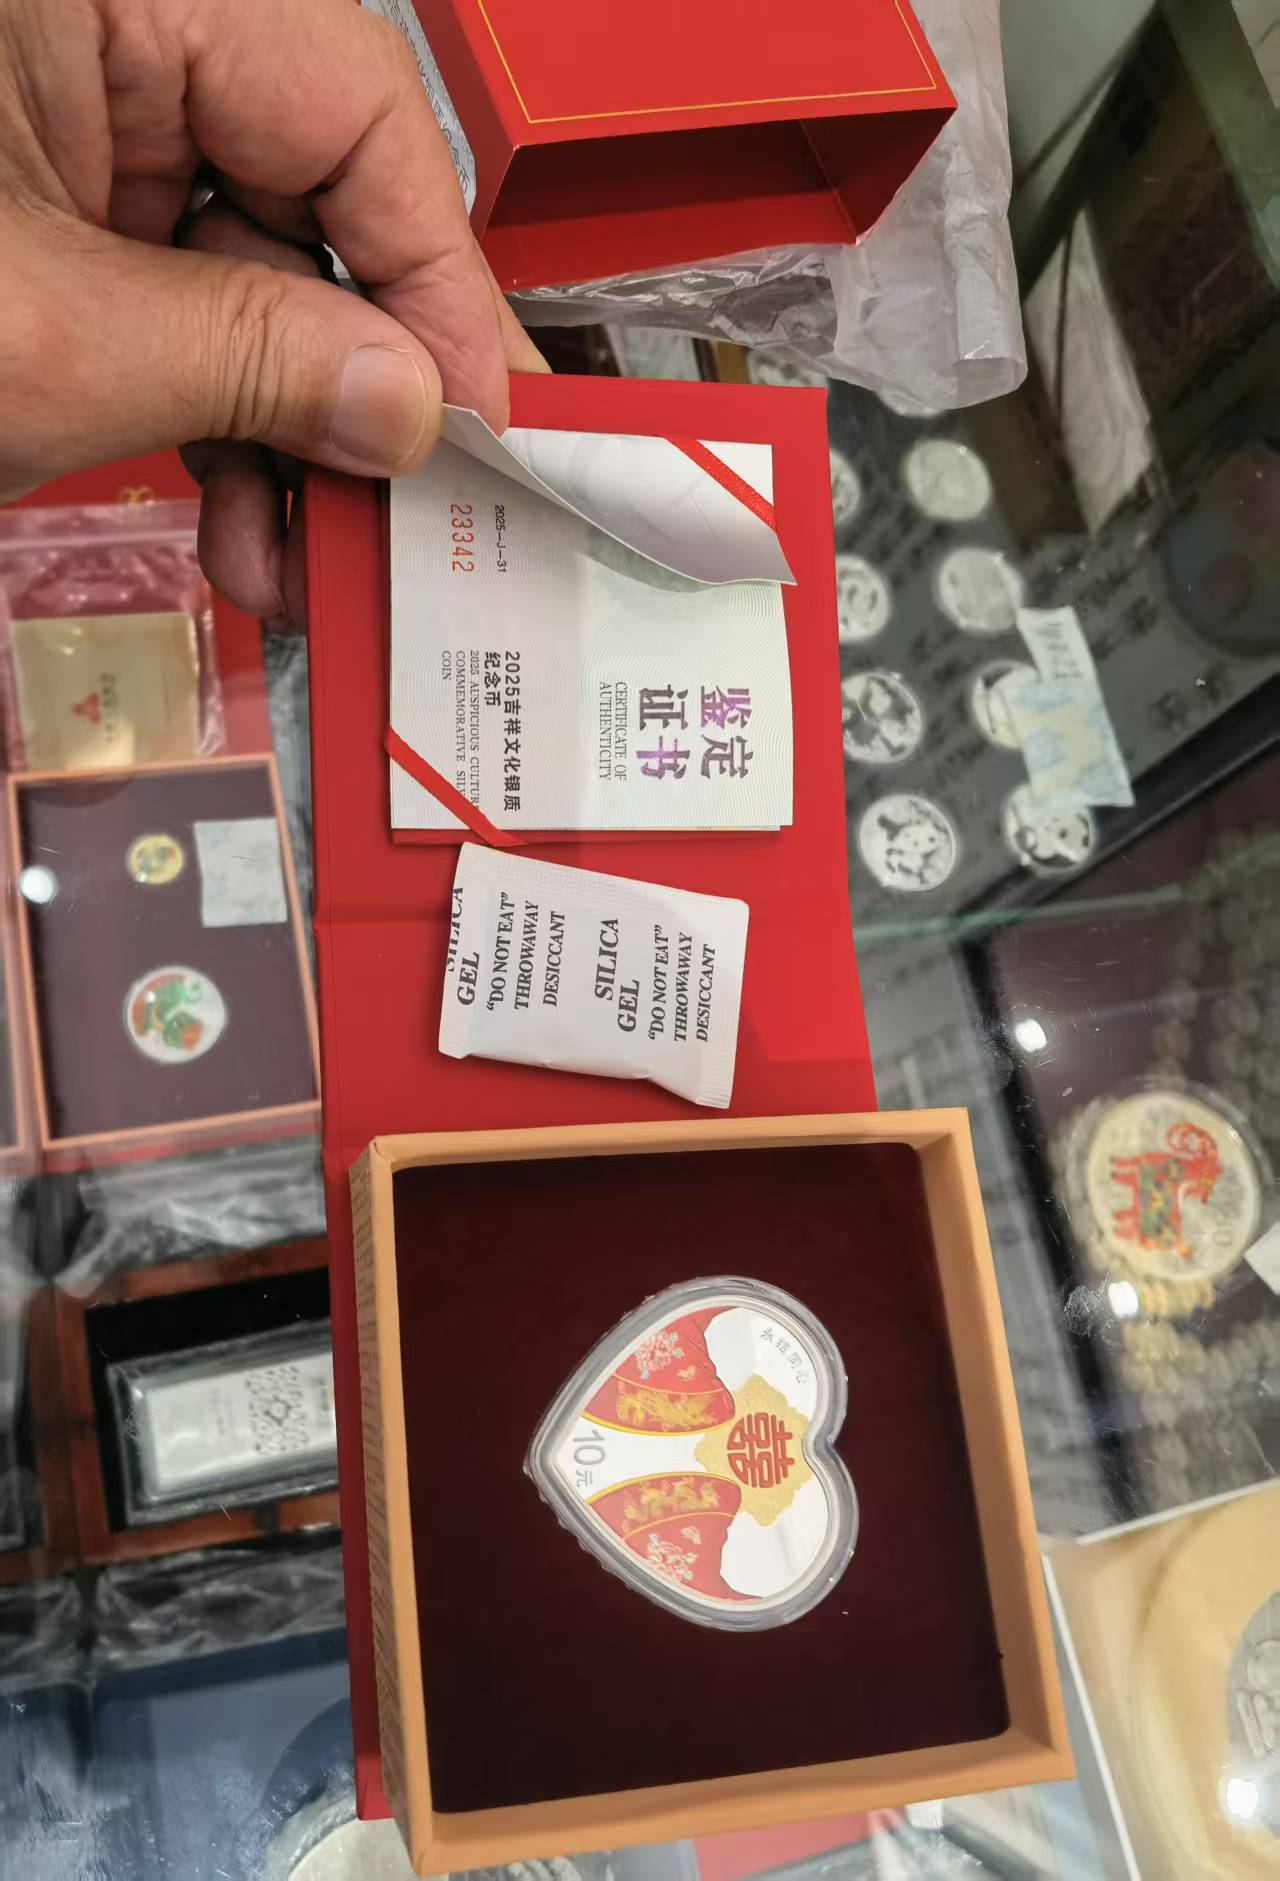 鉴定
证书
CERTIFICATE OF
AUTHENTICITY
2025-J-31
23342
2025吉祥文化银质
纪念币
2025 AUSPICIOUS CULTURE
COMMEMORATIVE SILV
COIN
SILICA
GEL
"DO NOT EAT"
THROWAWAY
DESICCANT
SILICA
GEL
"DO NOT EAT"
THROWAWAY
DESICCANT
永结同心
囍
10元